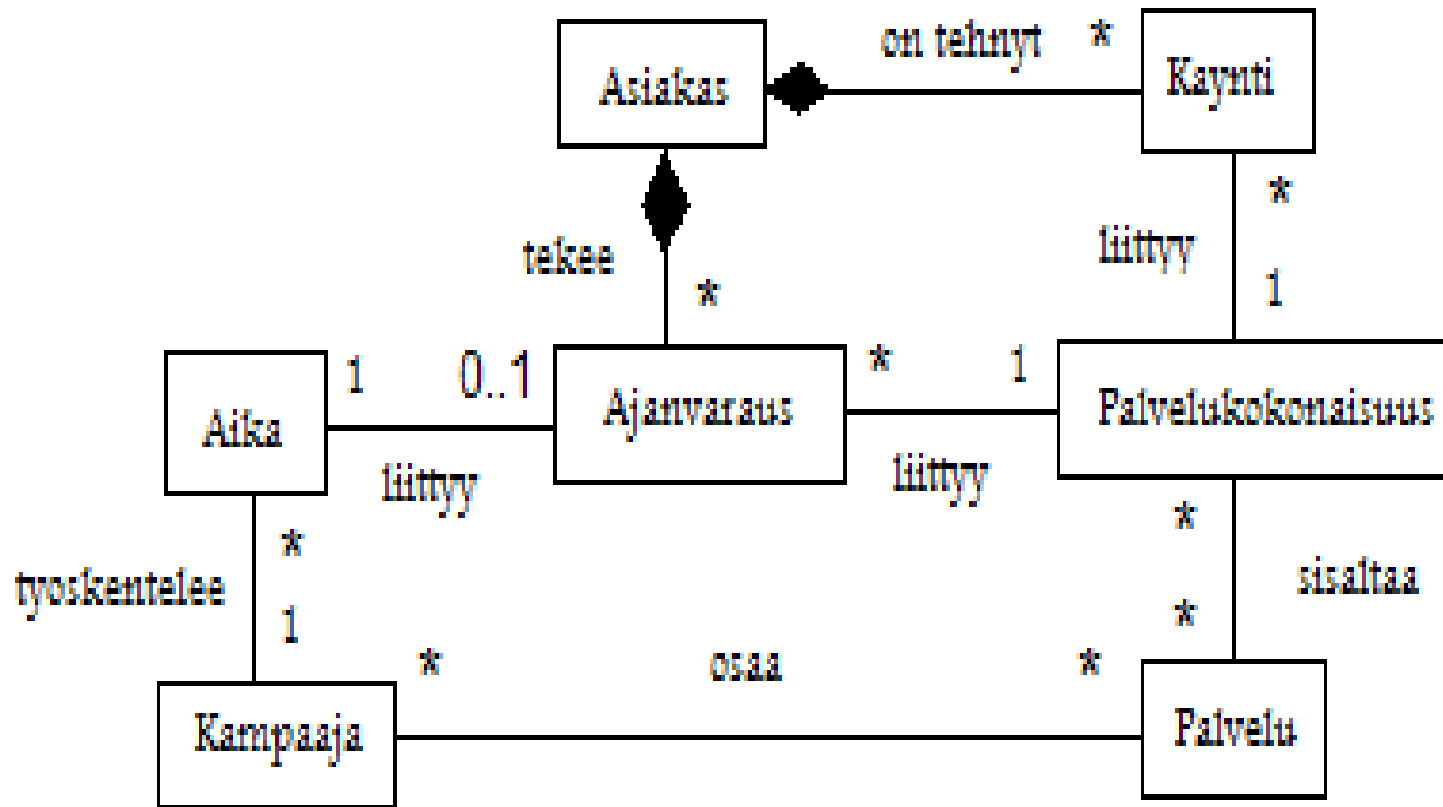 on tehnyt *
Asiakas
Kaynti
*
liittyy
tekee
1
*
1 0..1
* 1
Aika
Ajanvaraus
Palvelukokonaisuus
liittyy
liittyy
*
*
tyoskentelee
sisaltaa
1
*
* osaa *
Kampaaja
Palvelu